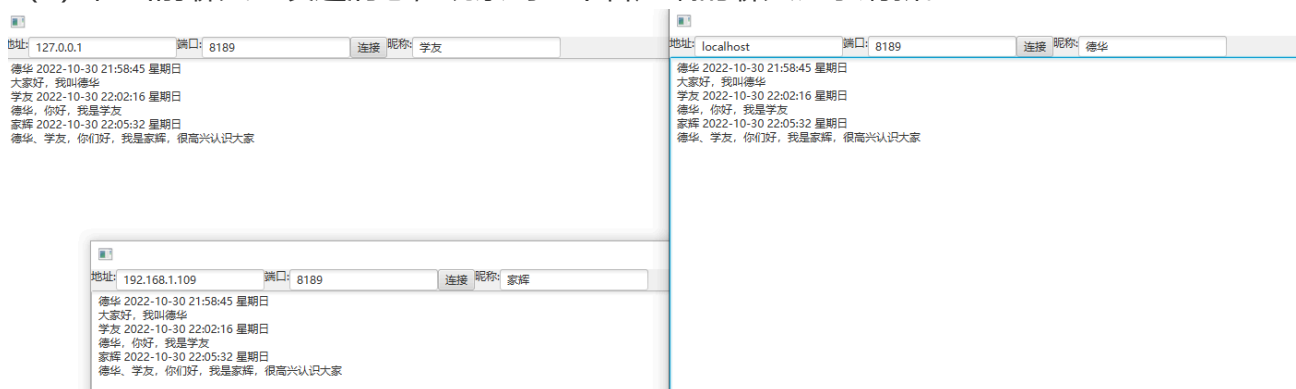 地址: 127.0.0.1 端口: 8189 连接 昵称: 学友
德华 2022-10-30 21:58:45 星期日
大家好，我叫德华
学友 2022-10-30 22:02:16 星期日
德华，你好，我是学友
家辉 2022-10-30 22:05:32 星期日
德华、学友，你们好，我是家辉，很高兴认识大家
地址: localhost 端口: 8189 连接 昵称: 德华
德华 2022-10-30 21:58:45 星期日
大家好，我叫德华
学友 2022-10-30 22:02:16 星期日
德华，你好，我是学友
家辉 2022-10-30 22:05:32 星期日
德华、学友，你们好，我是家辉，很高兴认识大家
地址: 192.168.1.109 端口: 8189 连接 昵称: 家辉
德华 2022-10-30 21:58:45 星期日
大家好，我叫德华
学友 2022-10-30 22:02:16 星期日
德华，你好，我是学友
家辉 2022-10-30 22:05:32 星期日
德华、学友，你们好，我是家辉，很高兴认识大家